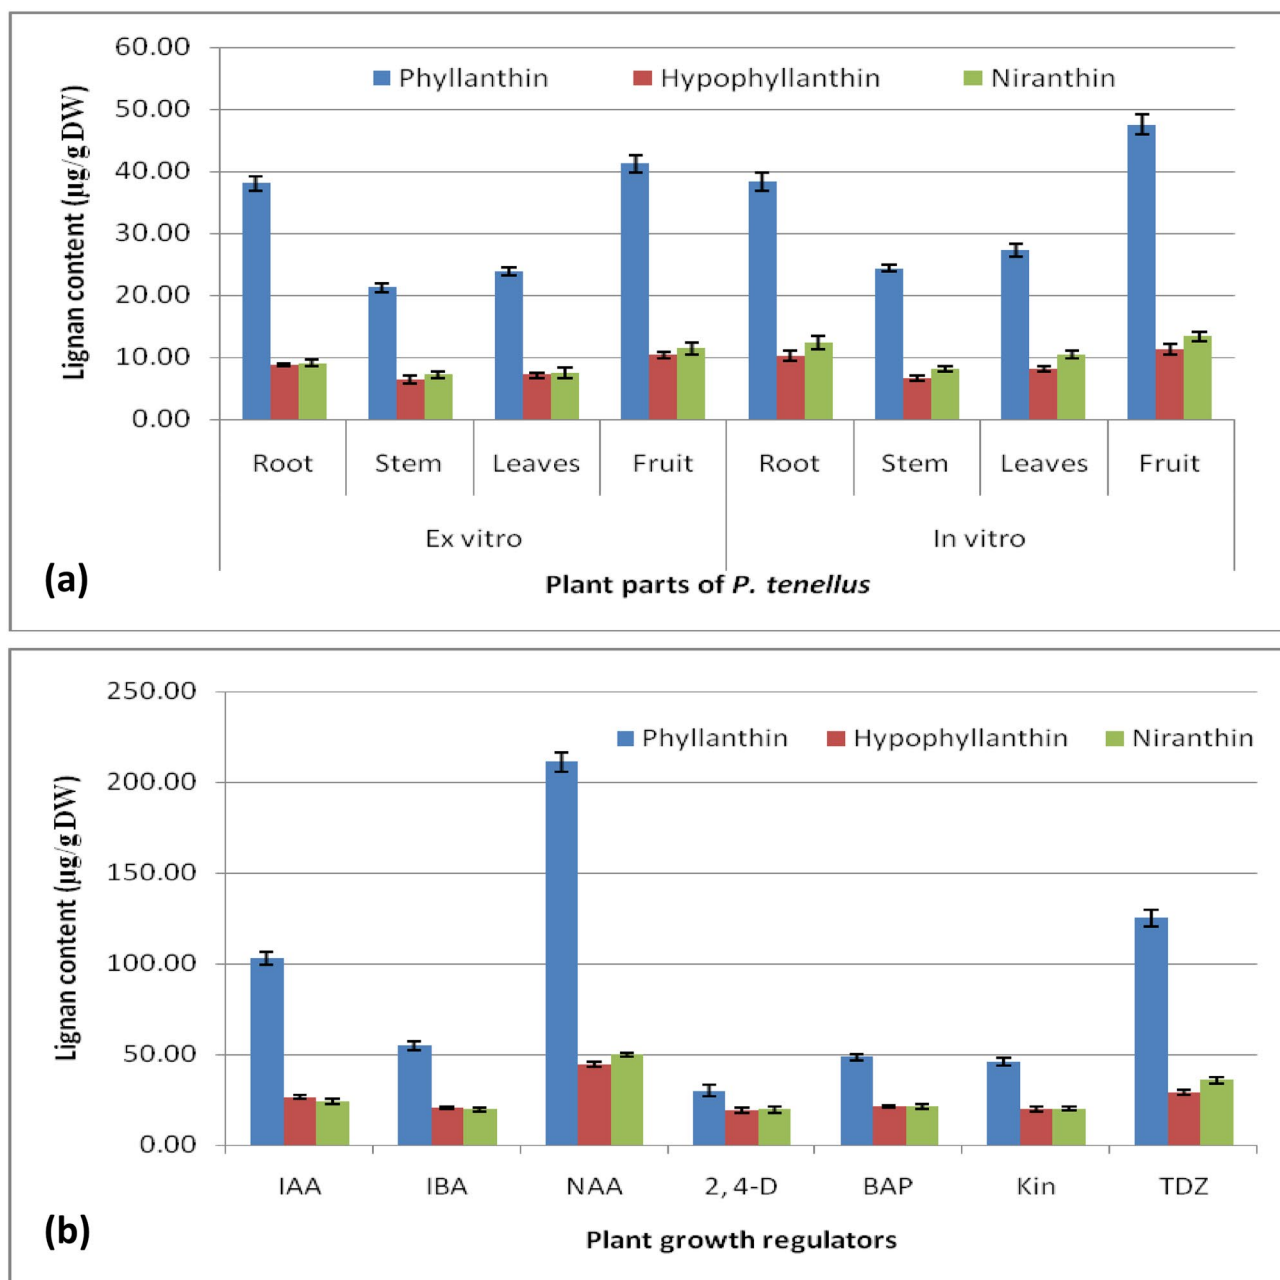 60.00
50.00
40.00
30.00
20.00
10.00
0.00
Lignan content (µg/g DW)
Phyllanthin Hypophyllanthin Niranthin
Root Stem Leaves Fruit Root Stem Leaves Fruit
Ex vitro In vitro
(a)
Plant parts of P. tenellus
250.00
200.00
150.00
100.00
50.00
0.00
Lignan content (µg/g DW)
Phyllanthin Hypophyllanthin Niranthin
IAA IBA NAA 2, 4-D BAP Kin TDZ
(b)
Plant growth regulators